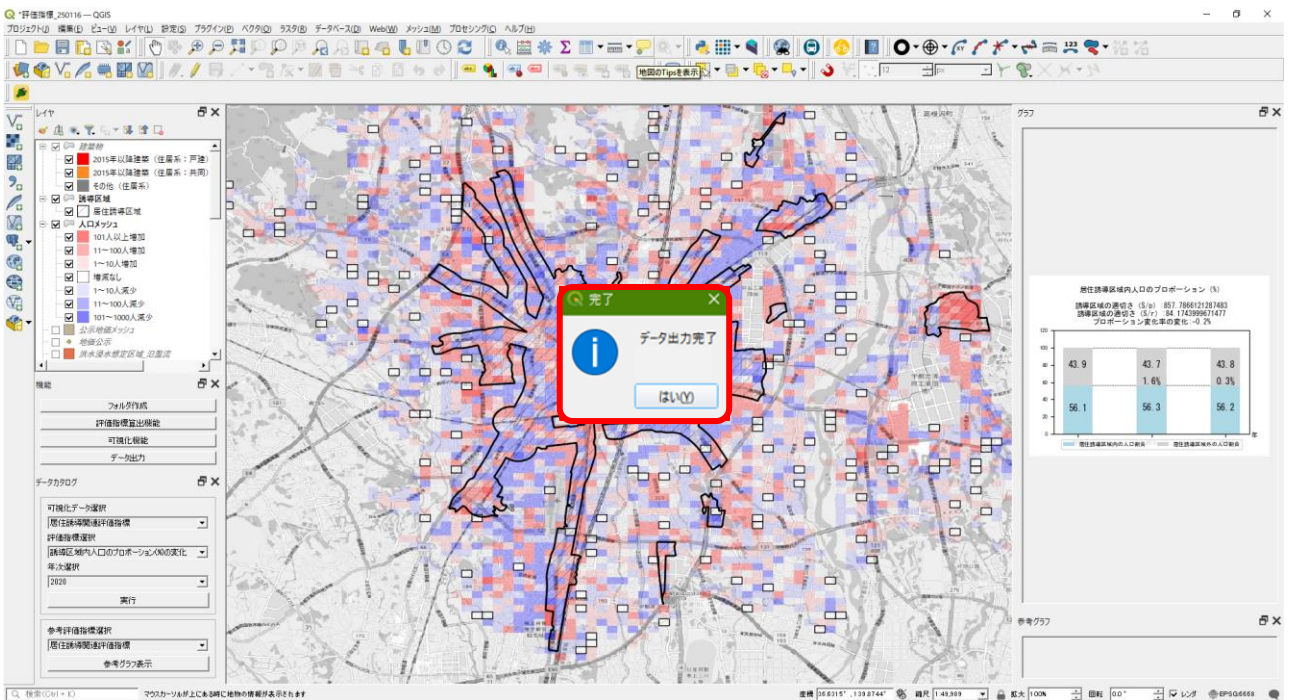 *評価指標_250116 — QGIS
プロジェクト(J) 編集(E) ビュー(V) レイヤ(L) 設定(S) プラグイン(P) ベクタ(O) ラスタ(R) データベース(D) Web(W) メッシュ(M) プロセシング(C) ヘルプ(H)
地図のTipsを表示
12
px
レイヤ
建築物
2015年以降建築（住居系：戸建）
2015年以降建築（住居系：共同）
その他（住居系）
誘導区域
居住誘導区域
人口メッシュ
101人以上増加
11～100人増加
1～10人増加
増減なし
1～10人減少
11～100人減少
101～1000人減少
公示地価メッシュ
地価公示
洪水浸水想定区域_氾濫流
機能
フォルダ作成
評価指標算出機能
可視化機能
データ出力
データカタログ
可視化データ選択
居住誘導関連評価指標
評価指標選択
誘導区域内人口のプロポーション(%)の変化
年次選択
2020
実行
参考評価指標選択
居住誘導関連評価指標
参考グラフ表示
高根沢町
完了
データ出力完了
はい(Y)
グラフ
居住誘導区域内人口のプロポーション（%）
誘導区域の適切さ（S/p）:857.7866121287483
誘導区域の適切さ（S/r）:84.1743999671477
プロポーション変化率の変化:-0.2%
43.9
43.7
43.8
1.6%
0.3%
56.1
56.3
56.2
年
居住誘導区域内の人口割合
居住誘導区域外の人口割合
参考グラフ
検索(Ctrl + K)
マウスカーソルが上にある時に地物の情報が表示されます
座標 36.6315°,139.8744°
縮尺 1:49,989
拡大 100%
回転 0.0°
レンダ
EPSG:6668